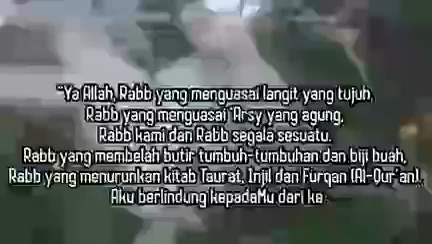 "Ya Allah, Rabb yang menguasai langit yang tujuh,
Rabb yang menguasai 'Arsy yang agung,
Rabb kami dan Rabb segala sesuatu.
Rabb yang membelah butir tumbuh-tumbuhan dan biji buah,
Rabb yang menurunkan kitab Taurat, Injil dan Furqan (Al-Qur'an).
Aku berlindung kepadaMu dari ke